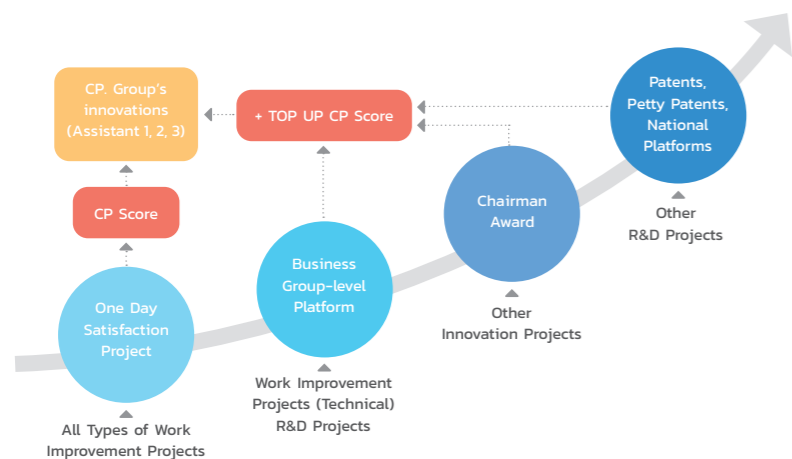 CP. Group's
innovations
(Assistant 1, 2, 3)
+ TOP UP CP Score
Patents,
Petty Patents,
National
Platforms
CP Score
Chairman
Award
Other
R&D Projects
Business
Group-level
Platform
One Day
Satisfaction
Project
Other
Innovation Projects
Work Improvement
Projects (Technical)
R&D Projects
All Types of Work
Improvement Projects